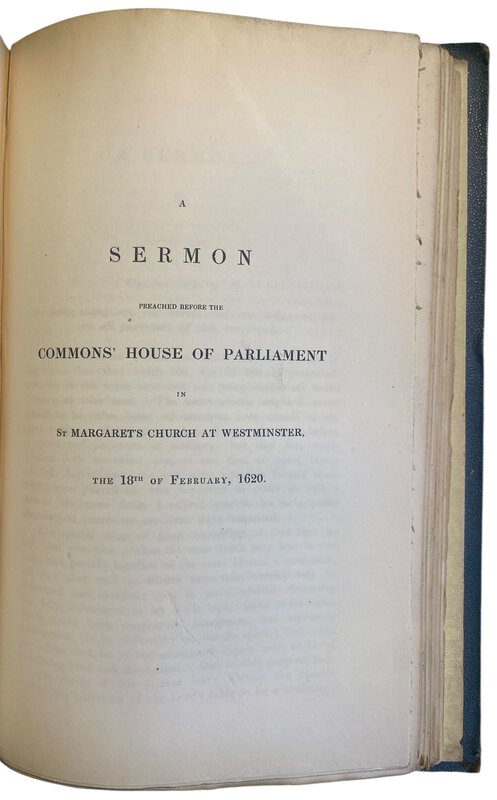 A
SERMON
PREACHED BEFORE THE
COMMONS' HOUSE OF PARLIAMENT
IN
ST MARGARET'S CHURCH AT WESTMINSTER,
THE 18TH OF FEBRUARY, 1620.